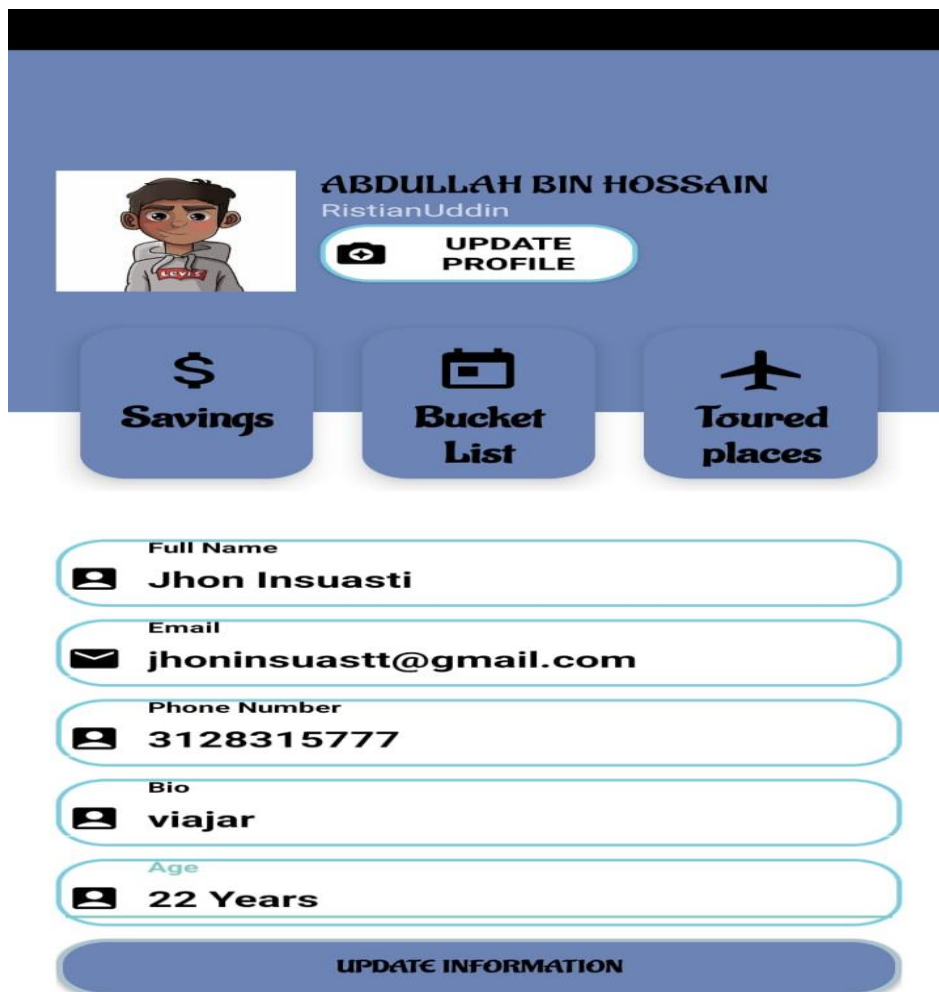 ABDULLAH BIN HOSSAIN
RistianUddin
UPDATE
PROFILE
LEVI'S
$
Savings
Bucket
List
Toured
places
Full Name
Jhon Insuasti
Email
jhoninsuastt@gmail.com
Phone Number
3128315777
Bio
viajar
Age
22 Years
UPDATE INFORMATION